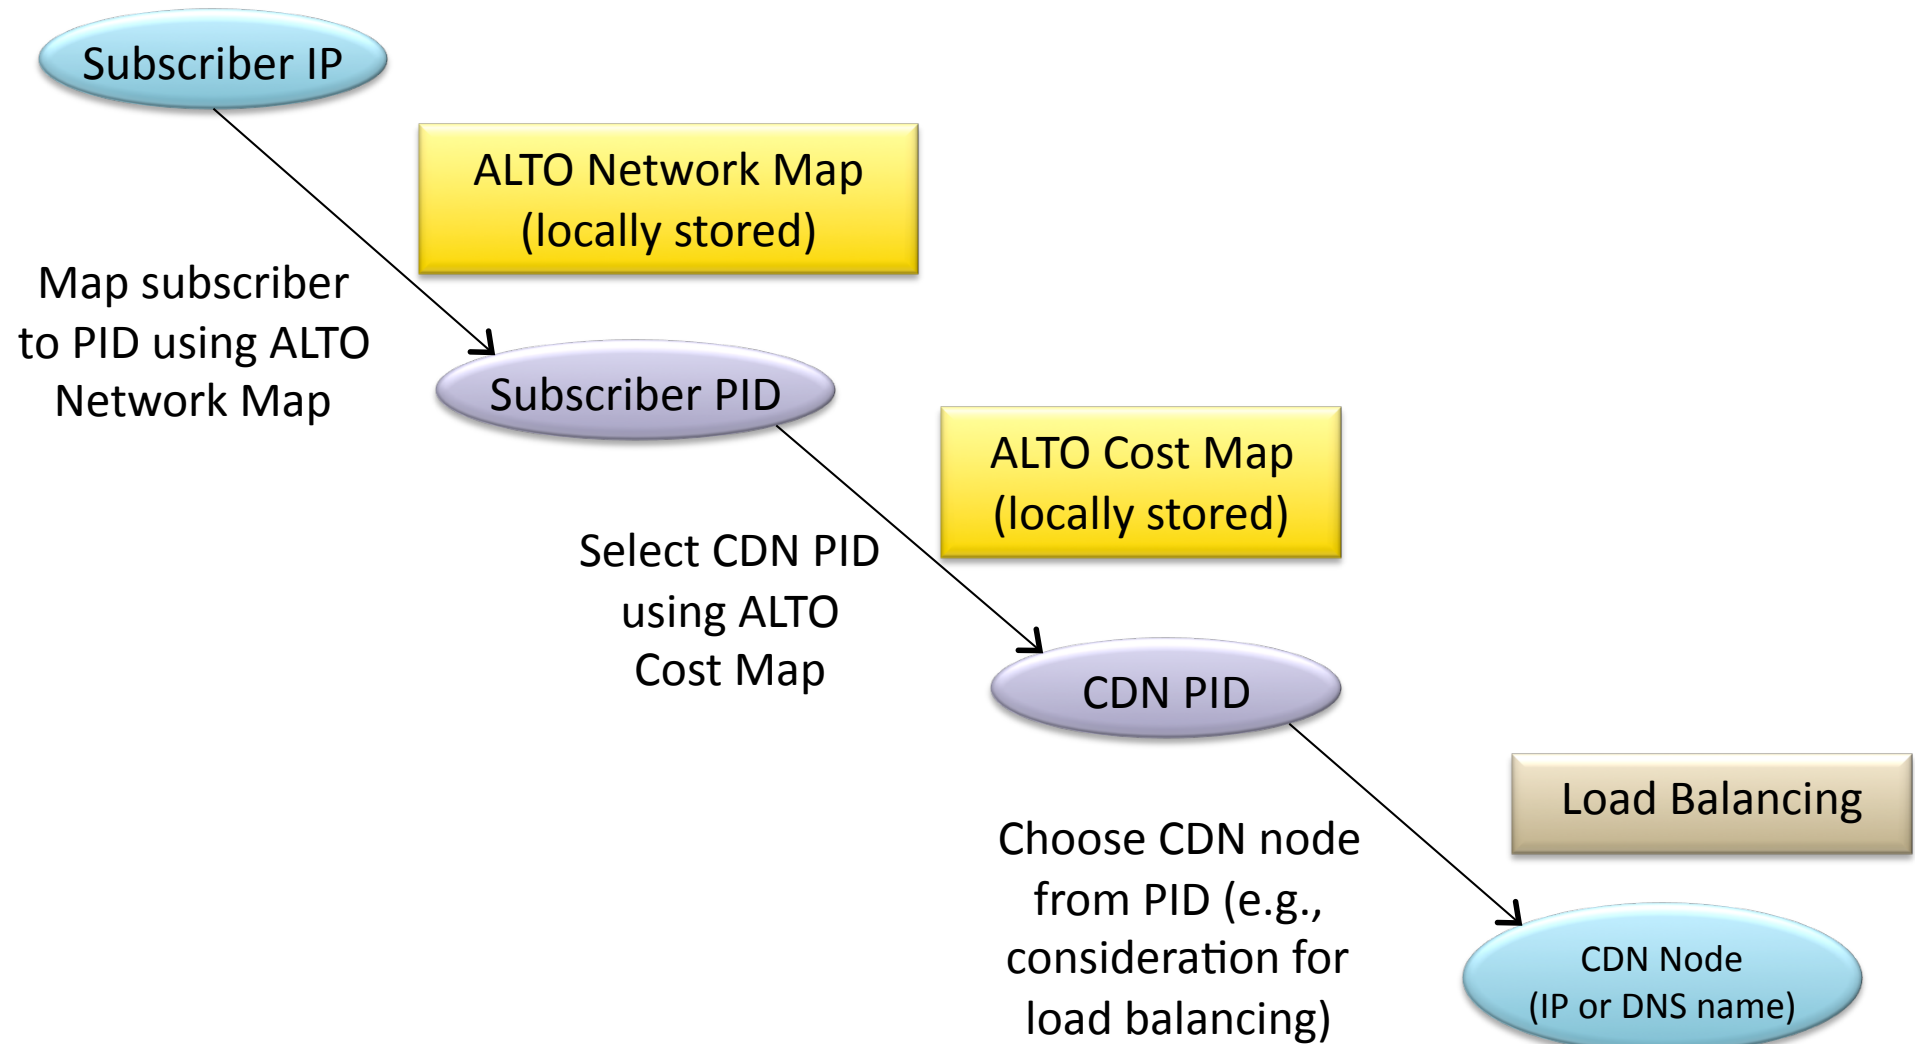 Subscriber IP
ALTO Network Map
(locally stored)
Map subscriber
to PID using ALTO
Network Map
Subscriber PID
ALTO Cost Map
(locally stored)
Select CDN PID
using ALTO
Cost Map
CDN PID
Load Balancing
Choose CDN node
from PID (e.g.,
consideration for
load balancing)
CDN Node
(IP or DNS name)